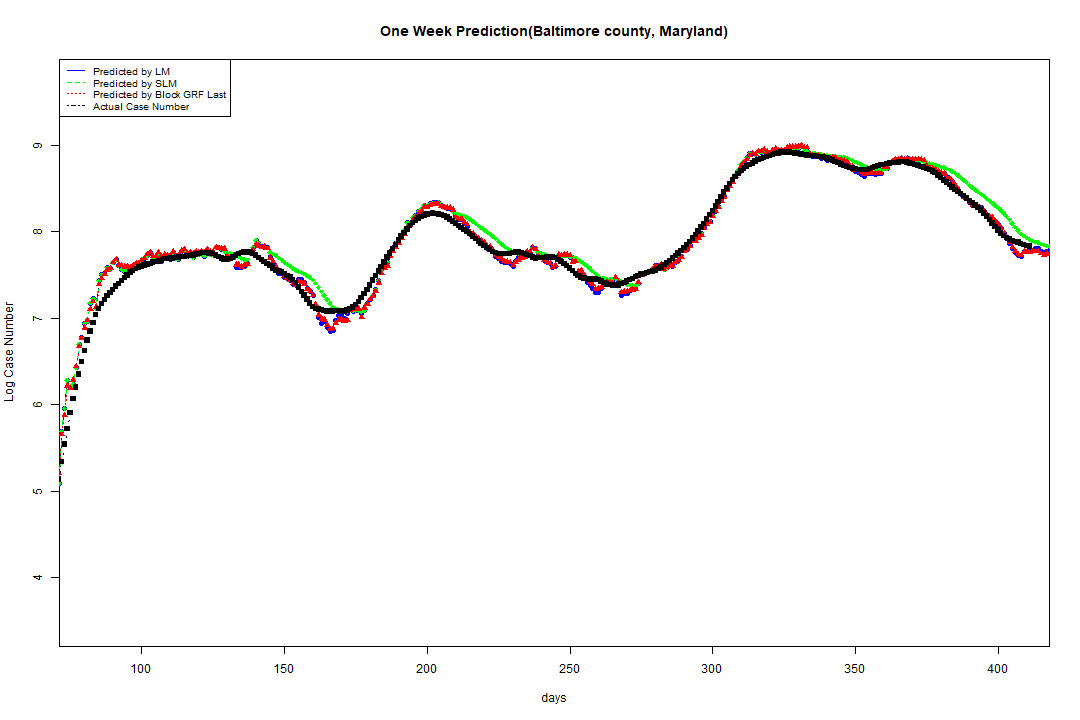 One Week Prediction(Baltimore county, Maryland)
Predicted by LM
Predicted by SLM
Predicted by Block GRF Last
Actual Case Number
9
8
7
6
5
4
Log Case Number
100 150 200 250 300 350 400
days